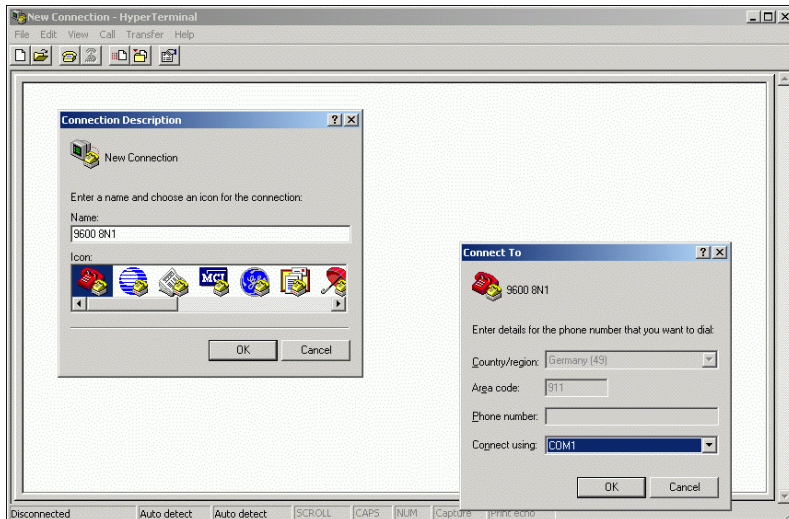 New Connection - HyperTerminal
File Edit View Call Transfer Help
Connection Description
New Connection
Enter a name and choose an icon for the connection:
Name:
9600 8N1
Icon:
MCI
OK Cancel
Connect To
9600 8N1
Enter details for the phone number that you want to dial:
Country/region: Germany (49)
Area code: 911
Phone number:
Connect using: COM1
OK Cancel
Disconnected Auto detect Auto detect SCROLL CAPS NUM Capture Print echo